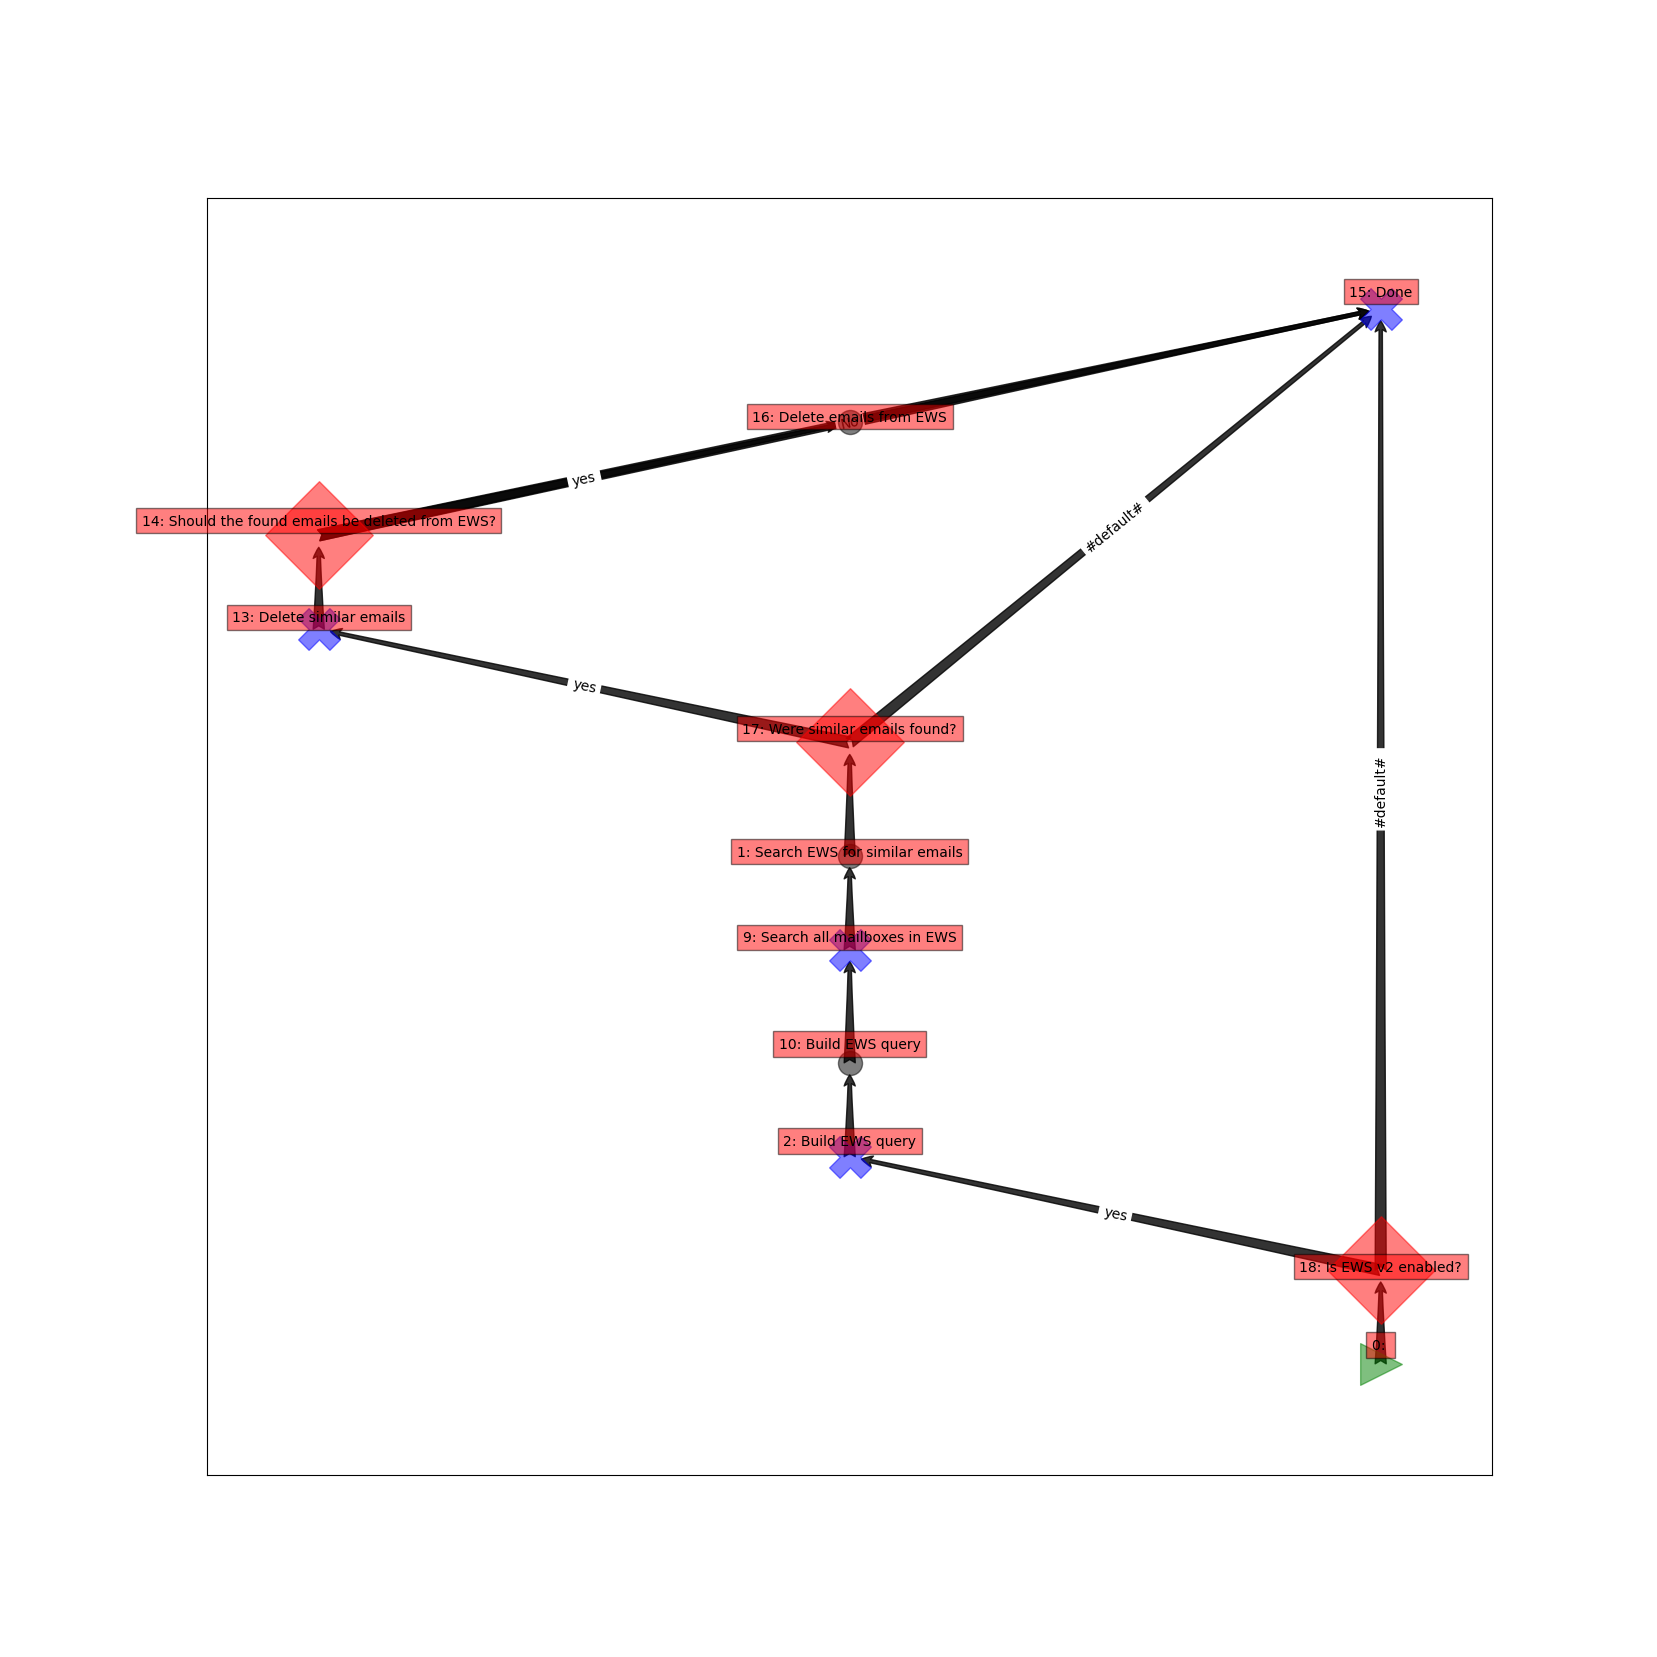 15: Done
16: Delete emails from EWS
No
yes
14: Should the found emails be deleted from EWS?
#default#
13: Delete similar emails
yes
17: Were similar emails found?
#default#
1: Search EWS for similar emails
9: Search all mailboxes in EWS
10: Build EWS query
2: Build EWS query
yes
18: Is EWS v2 enabled?
0: